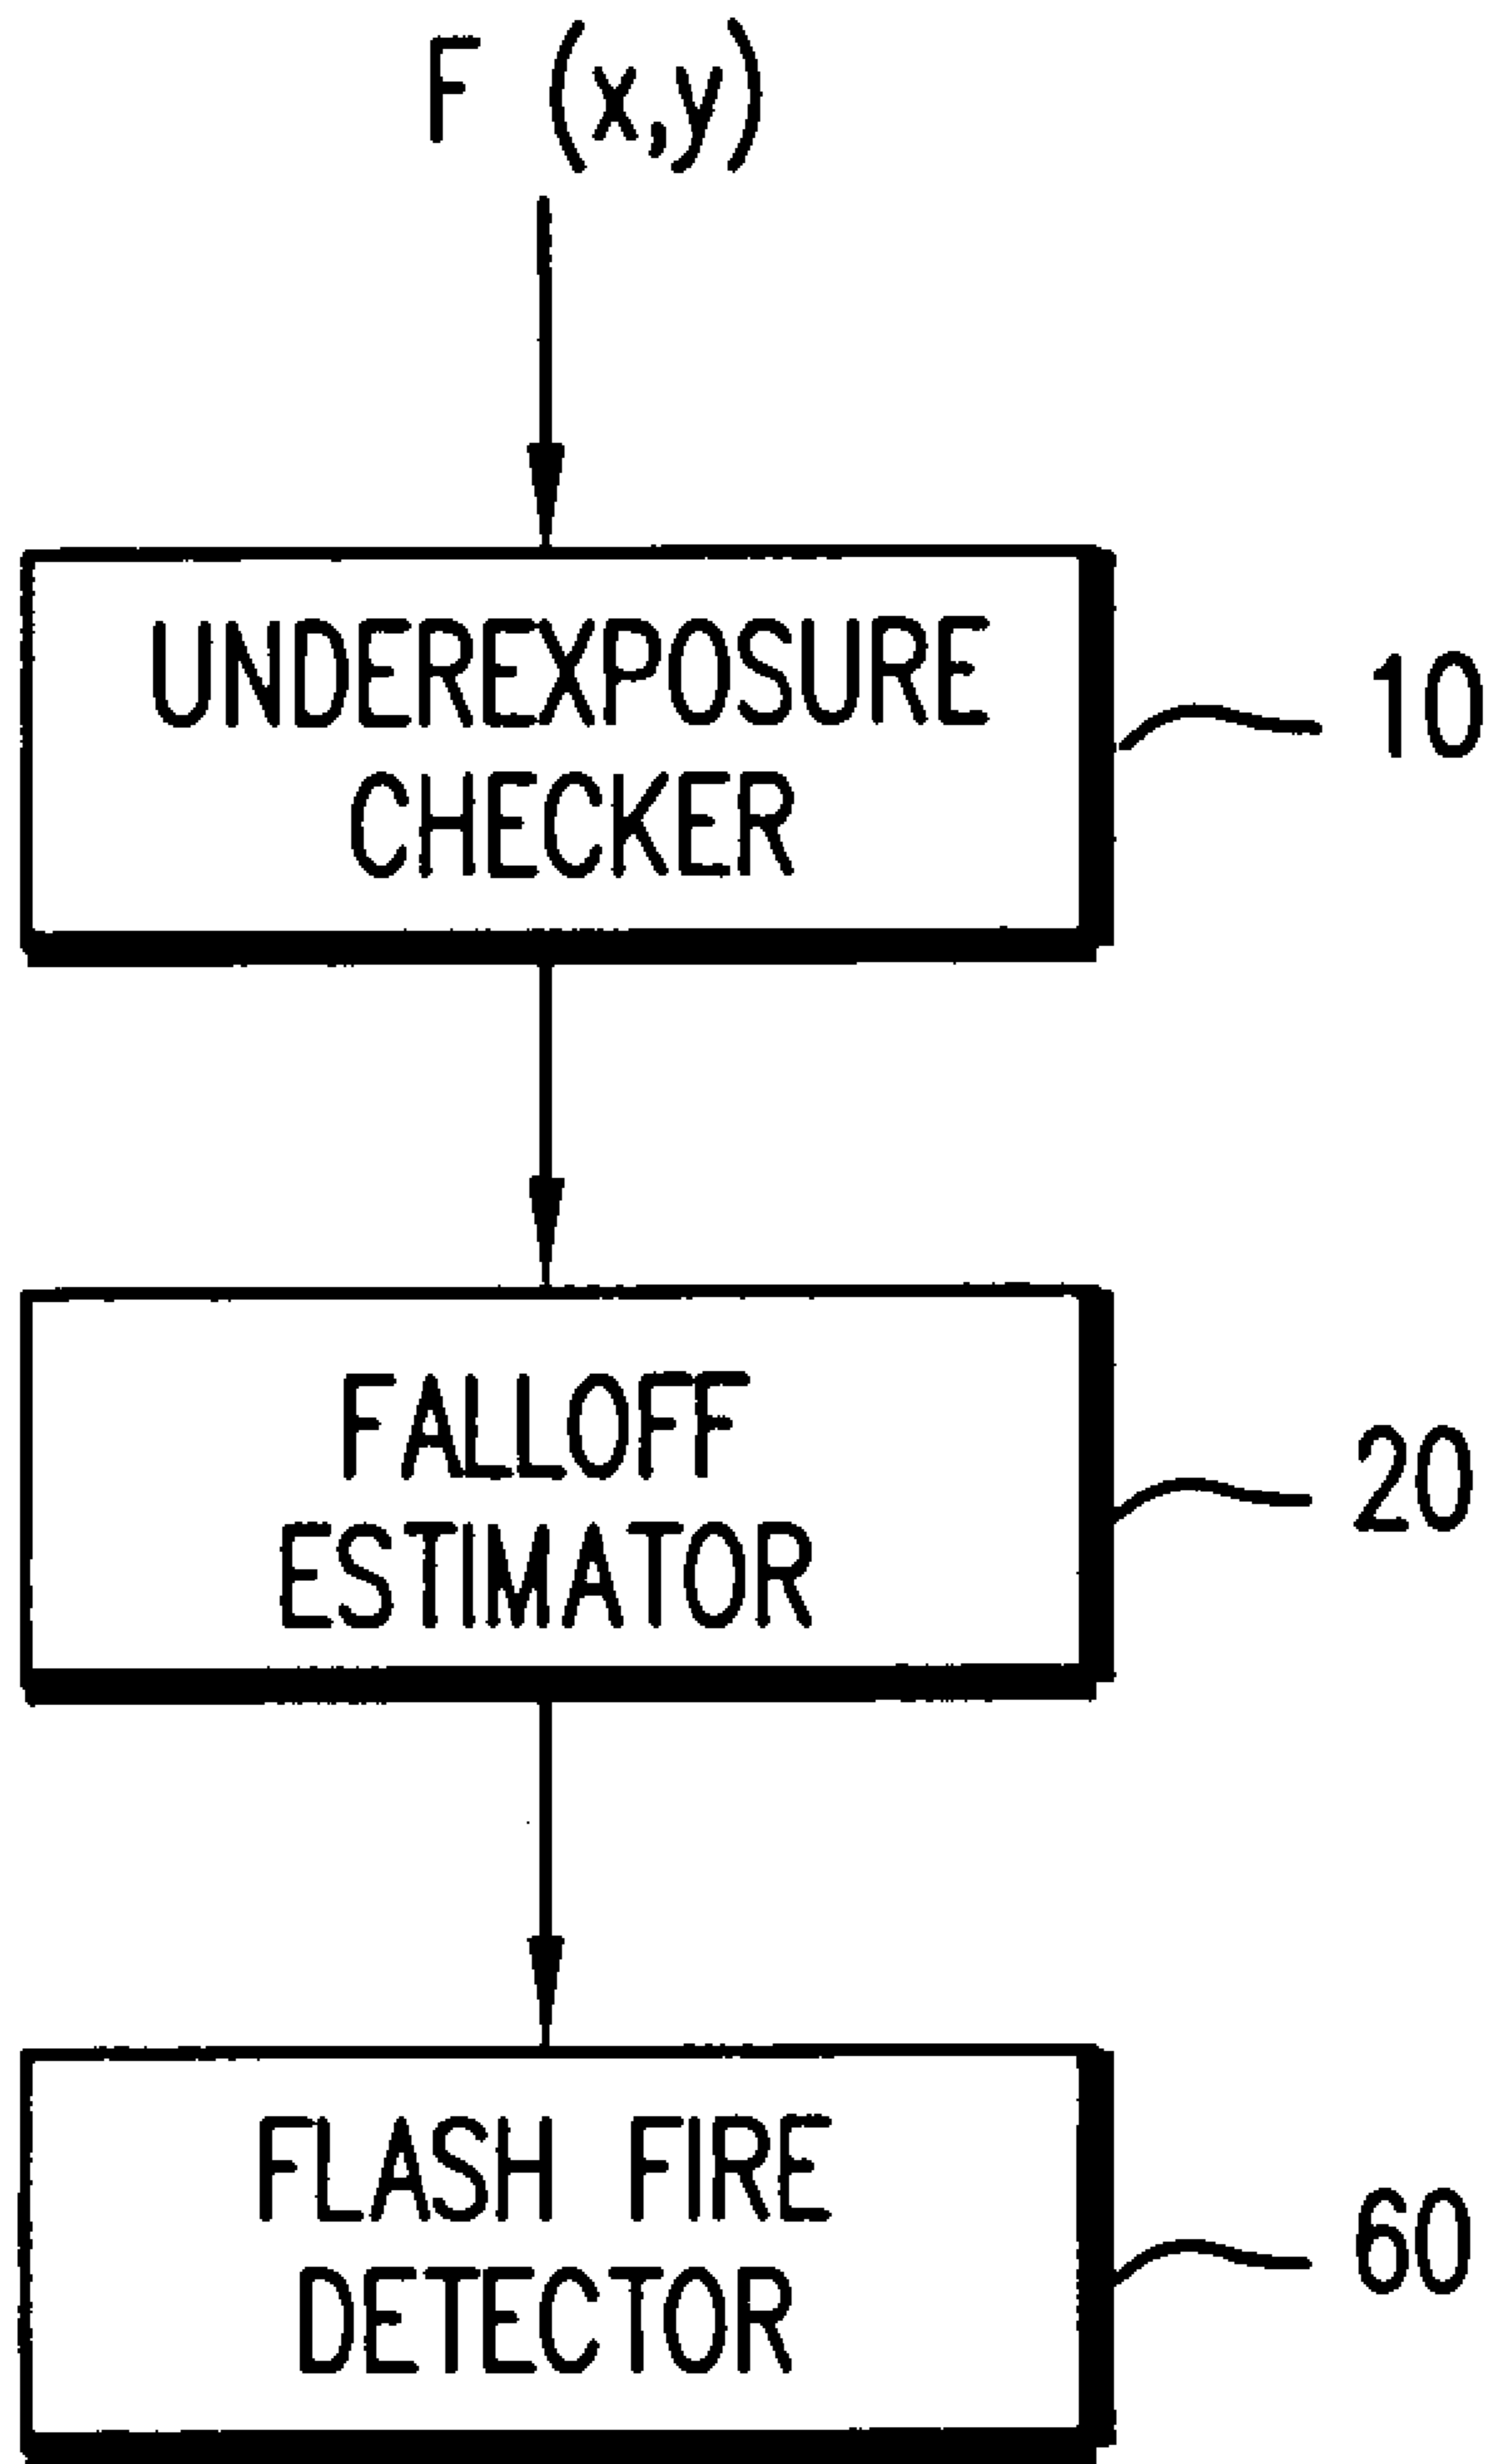 F (x,y)
UNDEREXPOSURE
CHECKER
10
FALLOFF
ESTIMATOR
20
FLASH FIRE
DETECTOR
60